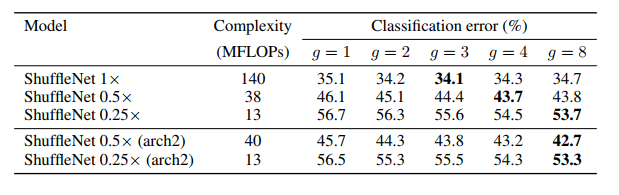 Model Complexity Classification error (%)
(MFLOPs) g = 1 g = 2 g = 3 g = 4 g = 8
ShuffleNet 1× 140 35.1 34.2 34.1 34.3 34.7
ShuffleNet 0.5× 38 46.1 45.1 44.4 43.7 43.8
ShuffleNet 0.25× 13 56.7 56.3 55.6 54.5 53.7
ShuffleNet 0.5× (arch2) 40 45.7 44.3 43.8 43.2 42.7
ShuffleNet 0.25× (arch2) 13 56.5 55.3 55.5 54.3 53.3